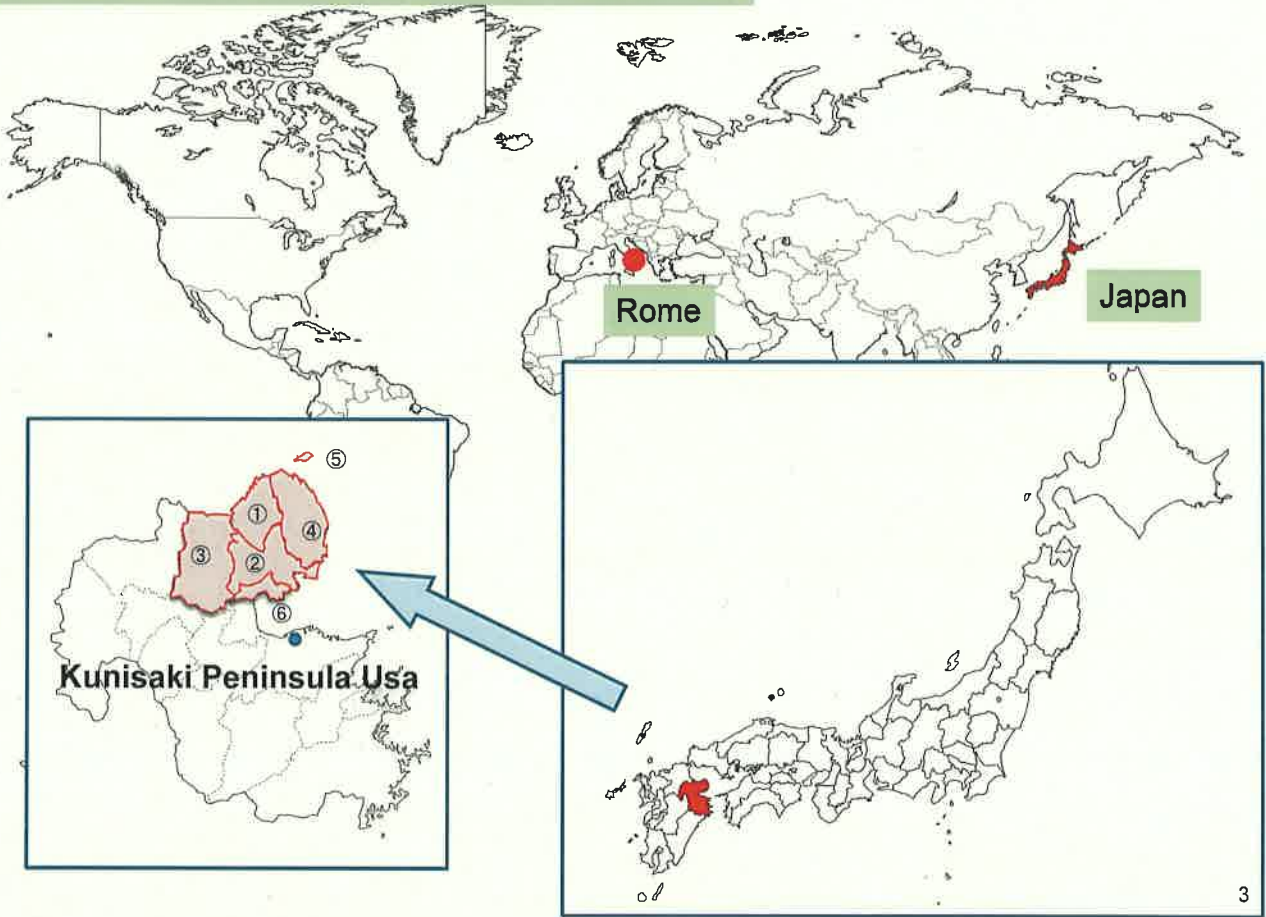 Rome
Japan
⑤
①
④
③
②
⑥
Kunisaki Peninsula Usa
3